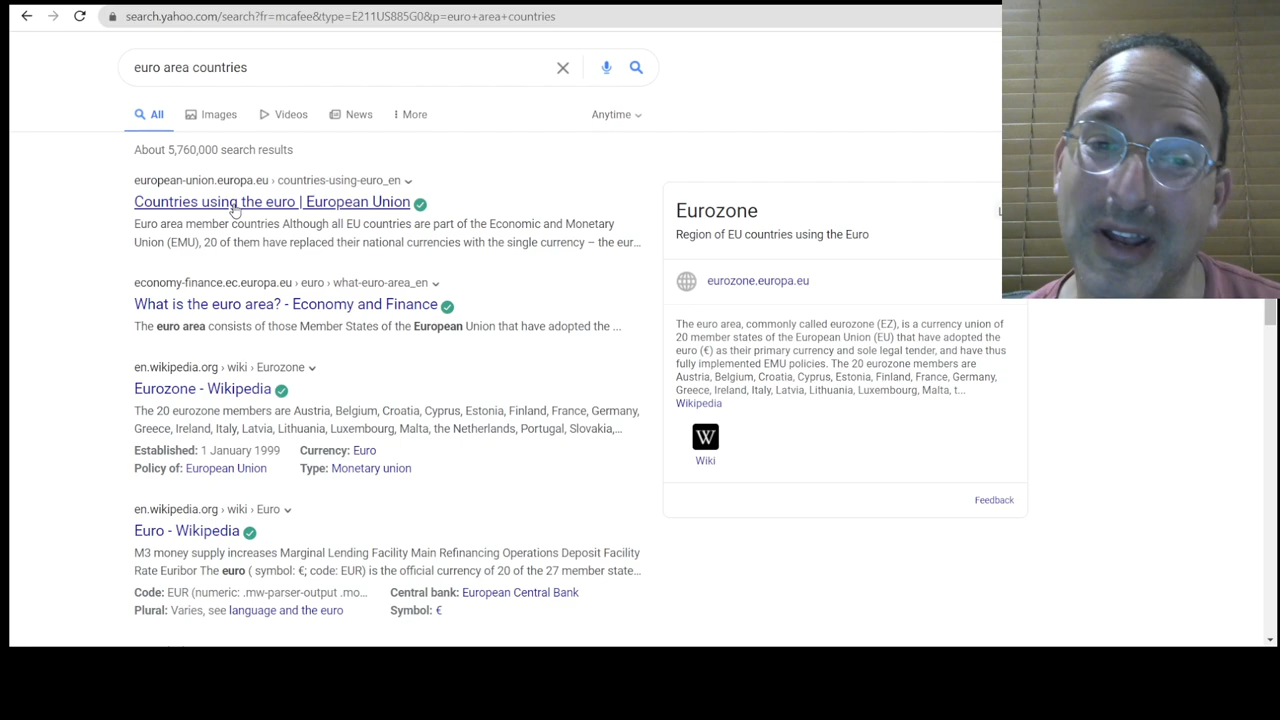 search.yahoo.com/search?fr=mcafee&type=E211US885G0&p=euro+area+countries
euro area countries
All Images Videos News More Anytime
About 5,760,000 search results
european-union.europa.eu › countries-using-euro_en
Countries using the euro | European Union
Euro area member countries Although all EU countries are part of the Economic and Monetary
Union (EMU), 20 of them have replaced their national currencies with the single currency – the eur...
economy-finance.ec.europa.eu › euro › what-euro-area_en
What is the euro area? - Economy and Finance
The euro area consists of those Member States of the European Union that have adopted the ...
en.wikipedia.org › wiki › Eurozone
Eurozone - Wikipedia
The 20 eurozone members are Austria, Belgium, Croatia, Cyprus, Estonia, Finland, France, Germany,
Greece, Ireland, Italy, Latvia, Lithuania, Luxembourg, Malta, the Netherlands, Portugal, Slovakia,...
Established: 1 January 1999 Currency: Euro
Policy of: European Union Type: Monetary union
en.wikipedia.org › wiki › Euro
Euro - Wikipedia
M3 money supply increases Marginal Lending Facility Main Refinancing Operations Deposit Facility
Rate Euribor The euro ( symbol: €; code: EUR) is the official currency of 20 of the 27 member state...
Code: EUR (numeric: .mw-parser-output .mo... Central bank: European Central Bank
Plural: Varies, see language and the euro Symbol: €
Eurozone
Region of EU countries using the Euro
eurozone.europa.eu
The euro area, commonly called eurozone (EZ), is a currency union of
20 member states of the European Union (EU) that have adopted the
euro (€) as their primary currency and sole legal tender, and have thus
fully implemented EMU policies. The 20 eurozone members are
Austria, Belgium, Croatia, Cyprus, Estonia, Finland, France, Germany,
Greece, Ireland, Italy, Latvia, Lithuania, Luxembourg, Malta, t...
Wikipedia
W
Wiki
Feedback